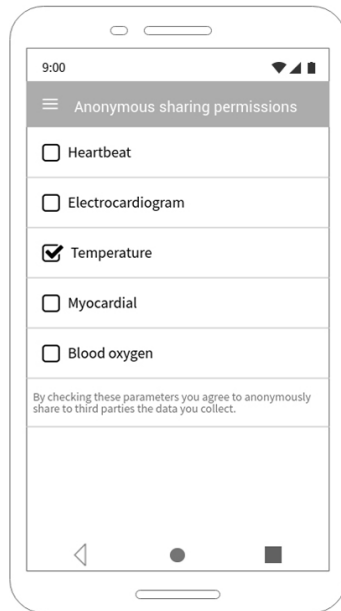 9:00
Anonymous sharing permissions
Heartbeat
Electrocardiogram
Temperature
Myocardial
Blood oxygen
By checking these parameters you agree to anonymously
share to third parties the data you collect.